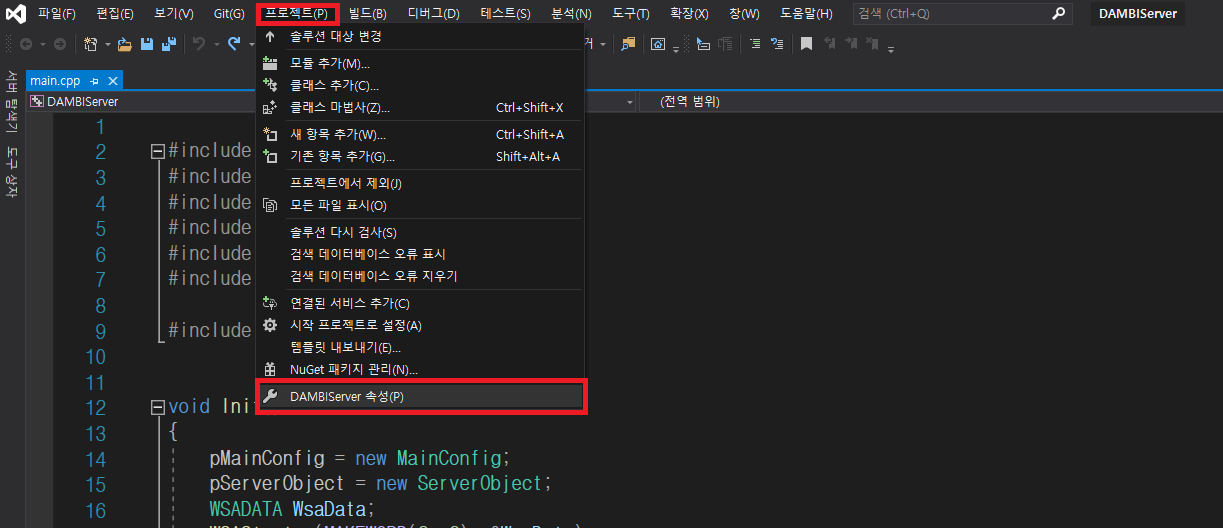 파일(F) 편집(E) 보기(V) Git(G) 프로젝트(P) 빌드(B) 디버그(D) 테스트(S) 분석(N) 도구(T) 확장(X) 창(W) 도움말(H) 검색 (Ctrl+Q) DAMBIServer
솔루션 대상 변경
모듈 추가(M)...
클래스 추가(C)...
클래스 마법사(Z)... Ctrl+Shift+X
새 항목 추가(W)... Ctrl+Shift+A
기존 항목 추가(G)... Shift+Alt+A
프로젝트에서 제외(J)
모든 파일 표시(O)
솔루션 다시 검사(S)
검색 데이터베이스 오류 표시
검색 데이터베이스 오류 지우기
연결된 서비스 추가(C)
시작 프로젝트로 설정(A)
템플릿 내보내기(E)...
NuGet 패키지 관리(N)...
DAMBIServer 속성(P)
거
서버 탐색기
도구 상자
main.cpp
DAMBIServer (전역 범위)
1
2 #include
3 #include
4 #include
5 #include
6 #include
7 #include
8
9 #include
10
11
12 void Ini
13 {
14 pMainConfig = new MainConfig;
15 pServerObject = new ServerObject;
16 WSADATA WsaData;